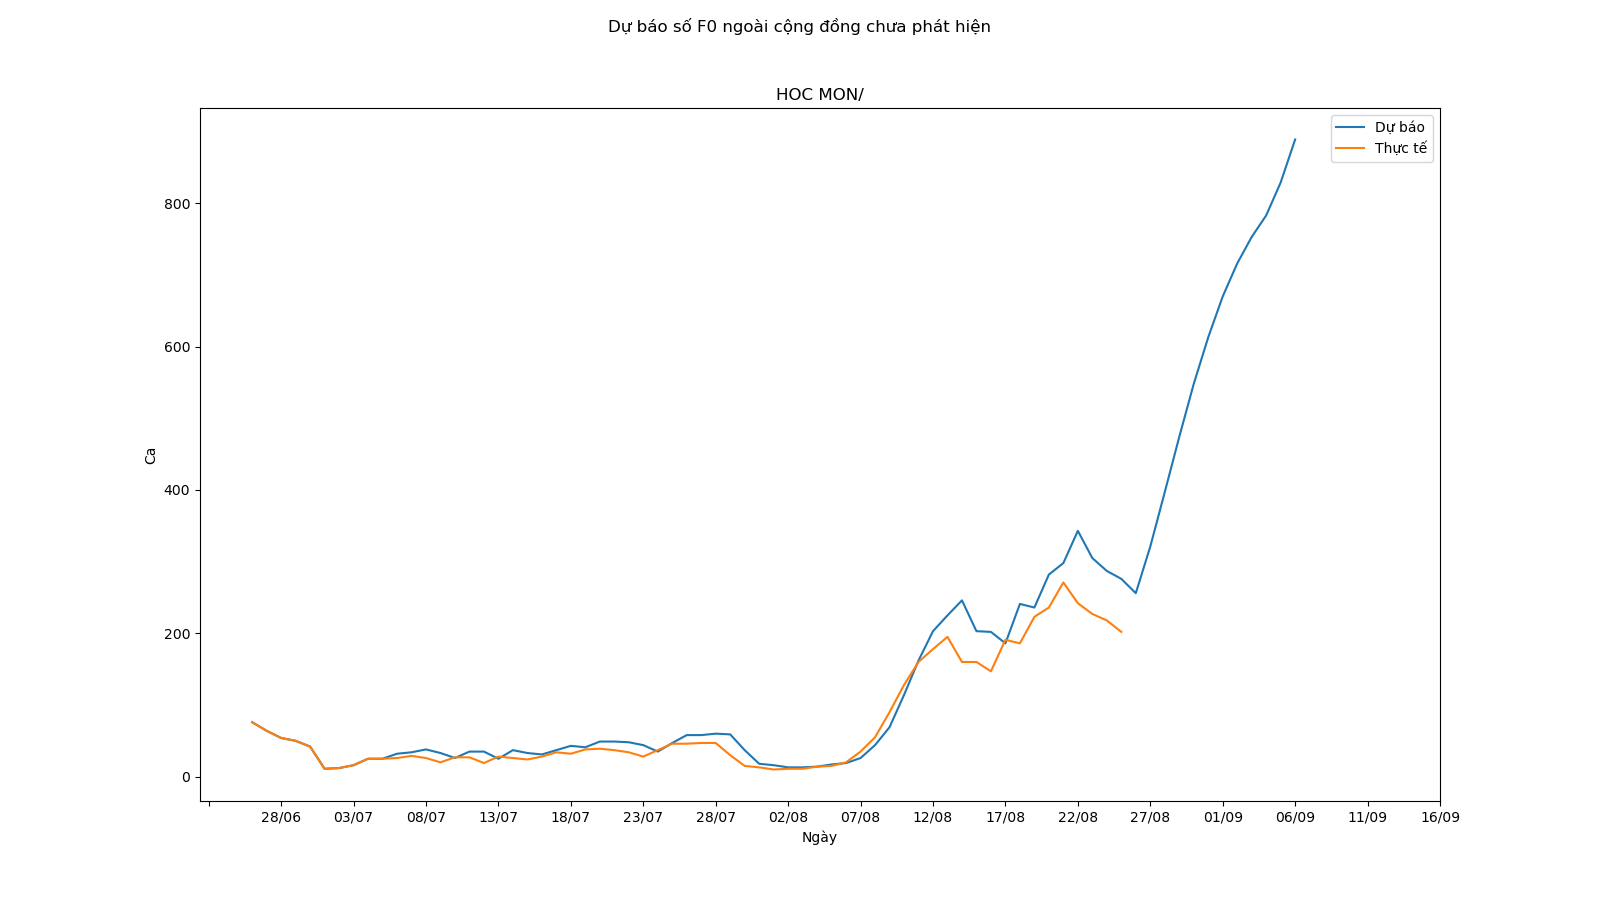 Dự báo số F0 ngoài cộng đồng chưa phát hiện
HOC MON/
Dự báo
Thực tế
800
600
400
200
0
Ca
28/06 03/07 08/07 13/07 18/07 23/07 28/07 02/08 07/08 12/08 17/08 22/08 27/08 01/09 06/09 11/09 16/09
Ngày